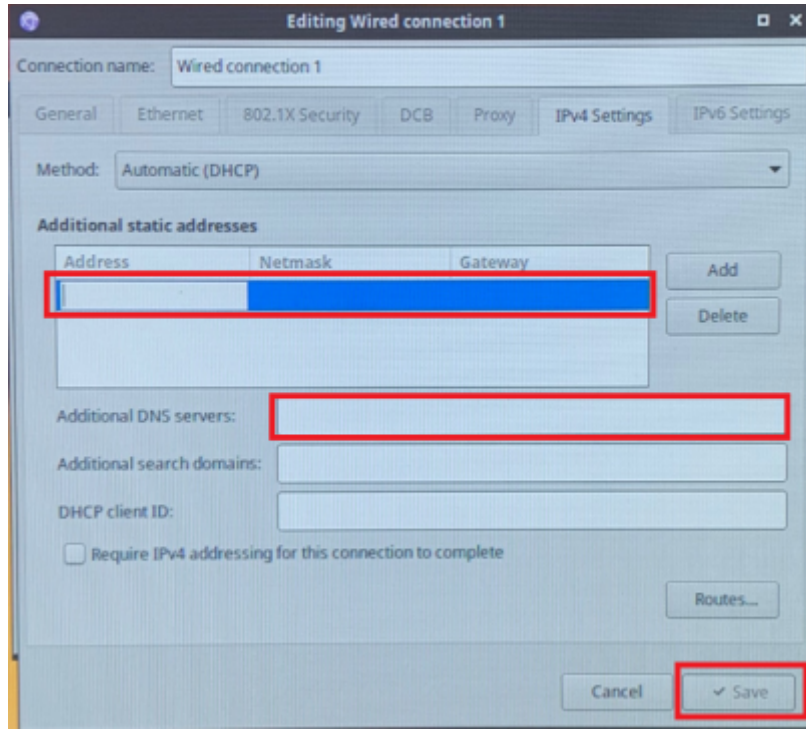 Editing Wired connection 1
Connection name: Wired connection 1
General Ethernet 802.1X Security DCB Proxy IPv4 Settings IPv6 Settings
Method: Automatic (DHCP)
Additional static addresses
Address Netmask Gateway
Add
Delete
Additional DNS servers:
Additional search domains:
DHCP client ID:
Require IPv4 addressing for this connection to complete
Routes...
Cancel Save